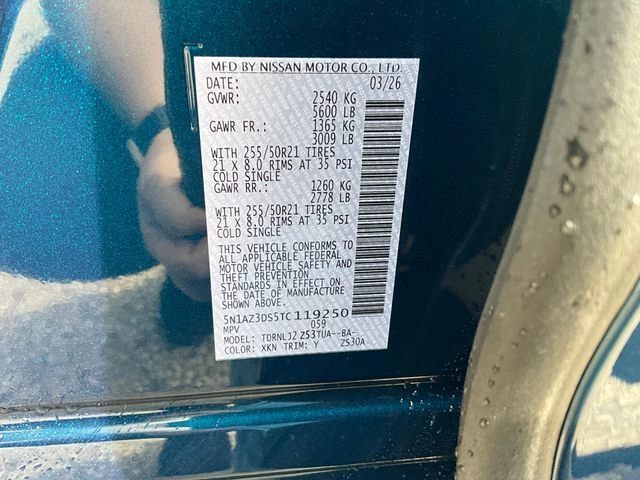 MFD BY NISSAN MOTOR CO., LTD.
DATE: 03/26
GVWR: 2540 KG
5600 LB
GAWR FR.: 1365 KG
3009 LB
WITH 255/50R21 TIRES
21 X 8.0 RIMS AT 35 PSI
COLD SINGLE
GAWR RR.: 1260 KG
2778 LB
WITH 255/50R21 TIRES
21 X 8.0 RIMS AT 35 PSI
COLD SINGLE
THIS VEHICLE CONFORMS TO
ALL APPLICABLE FEDERAL
MOTOR VEHICLE SAFETY AND
THEFT PREVENTION
STANDARDS IN EFFECT ON
THE DATE OF MANUFACTURE
SHOWN ABOVE.
5N1AZ3DS5TC119250
MPV 059
MODEL: TDRNLJ2 ZS3TUA--BA-
COLOR: XKN TRIM: Y ZS30A